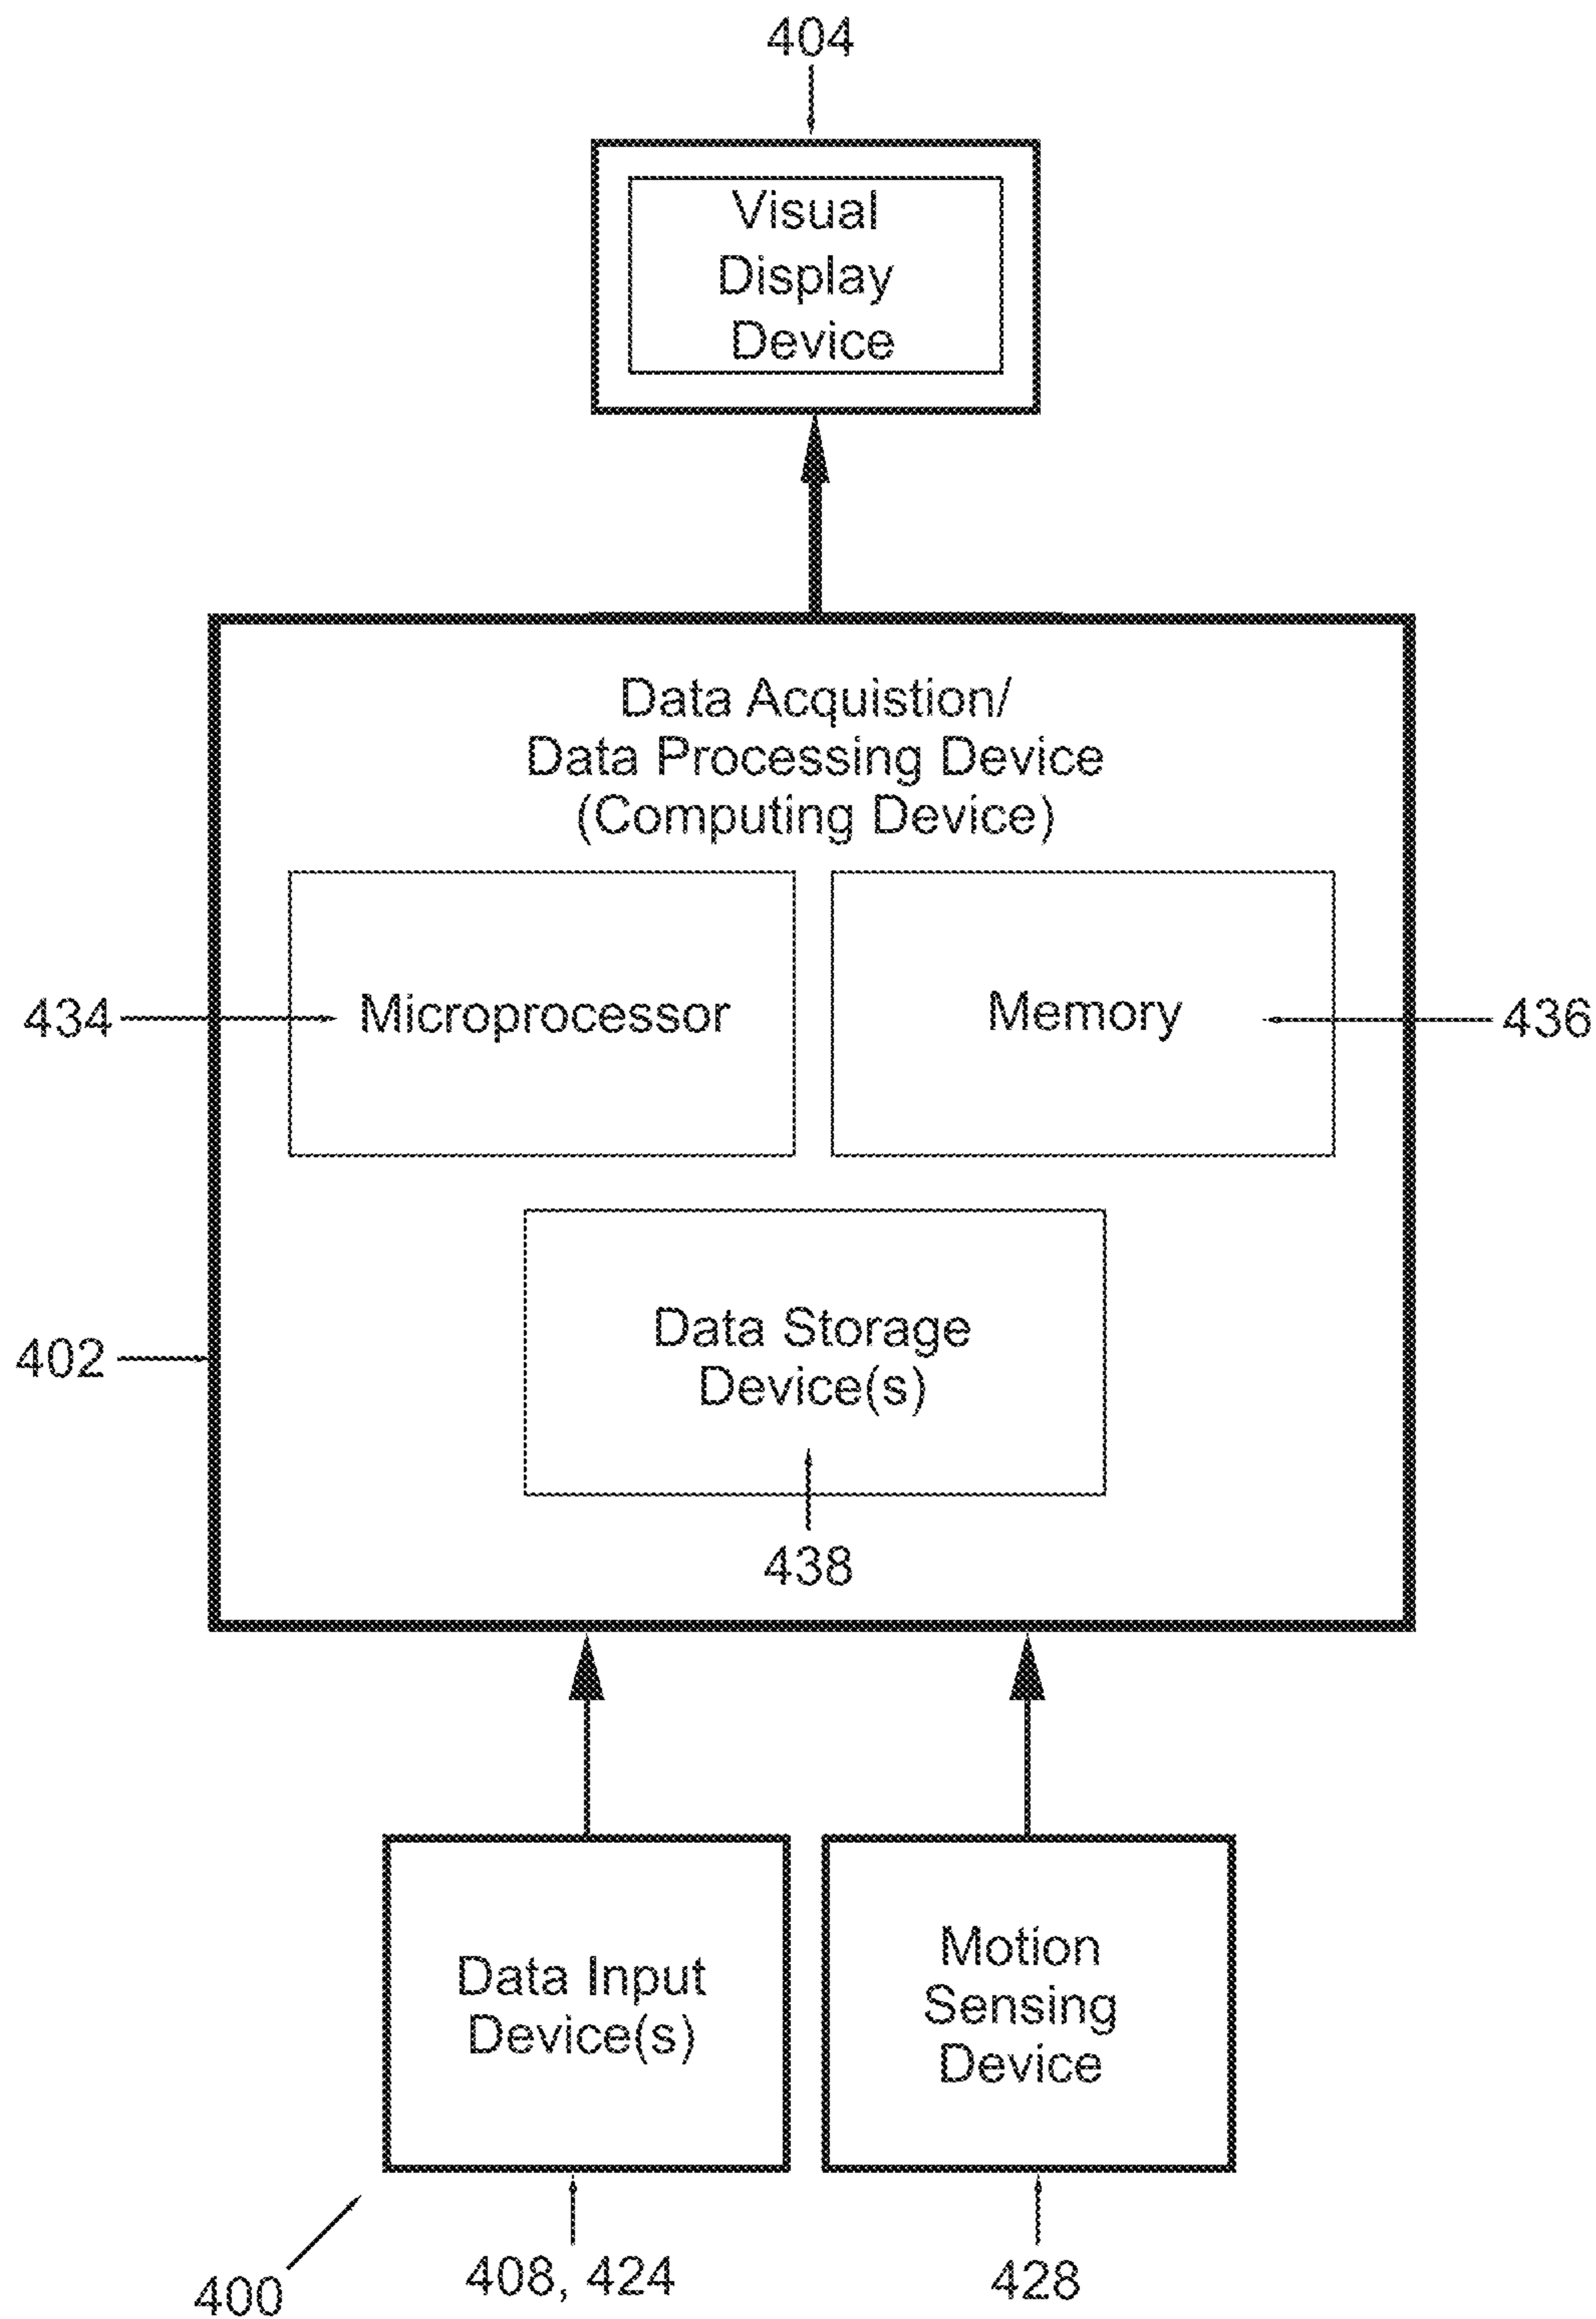 404
Visual
Display
Device
Data Acquistion/
Data Processing Device
(Computing Device)
434
Microprocessor
Memory
436
402
Data Storage
Device(s)
438
Data Input
Device(s)
Motion
Sensing
Device
400
408, 424
428